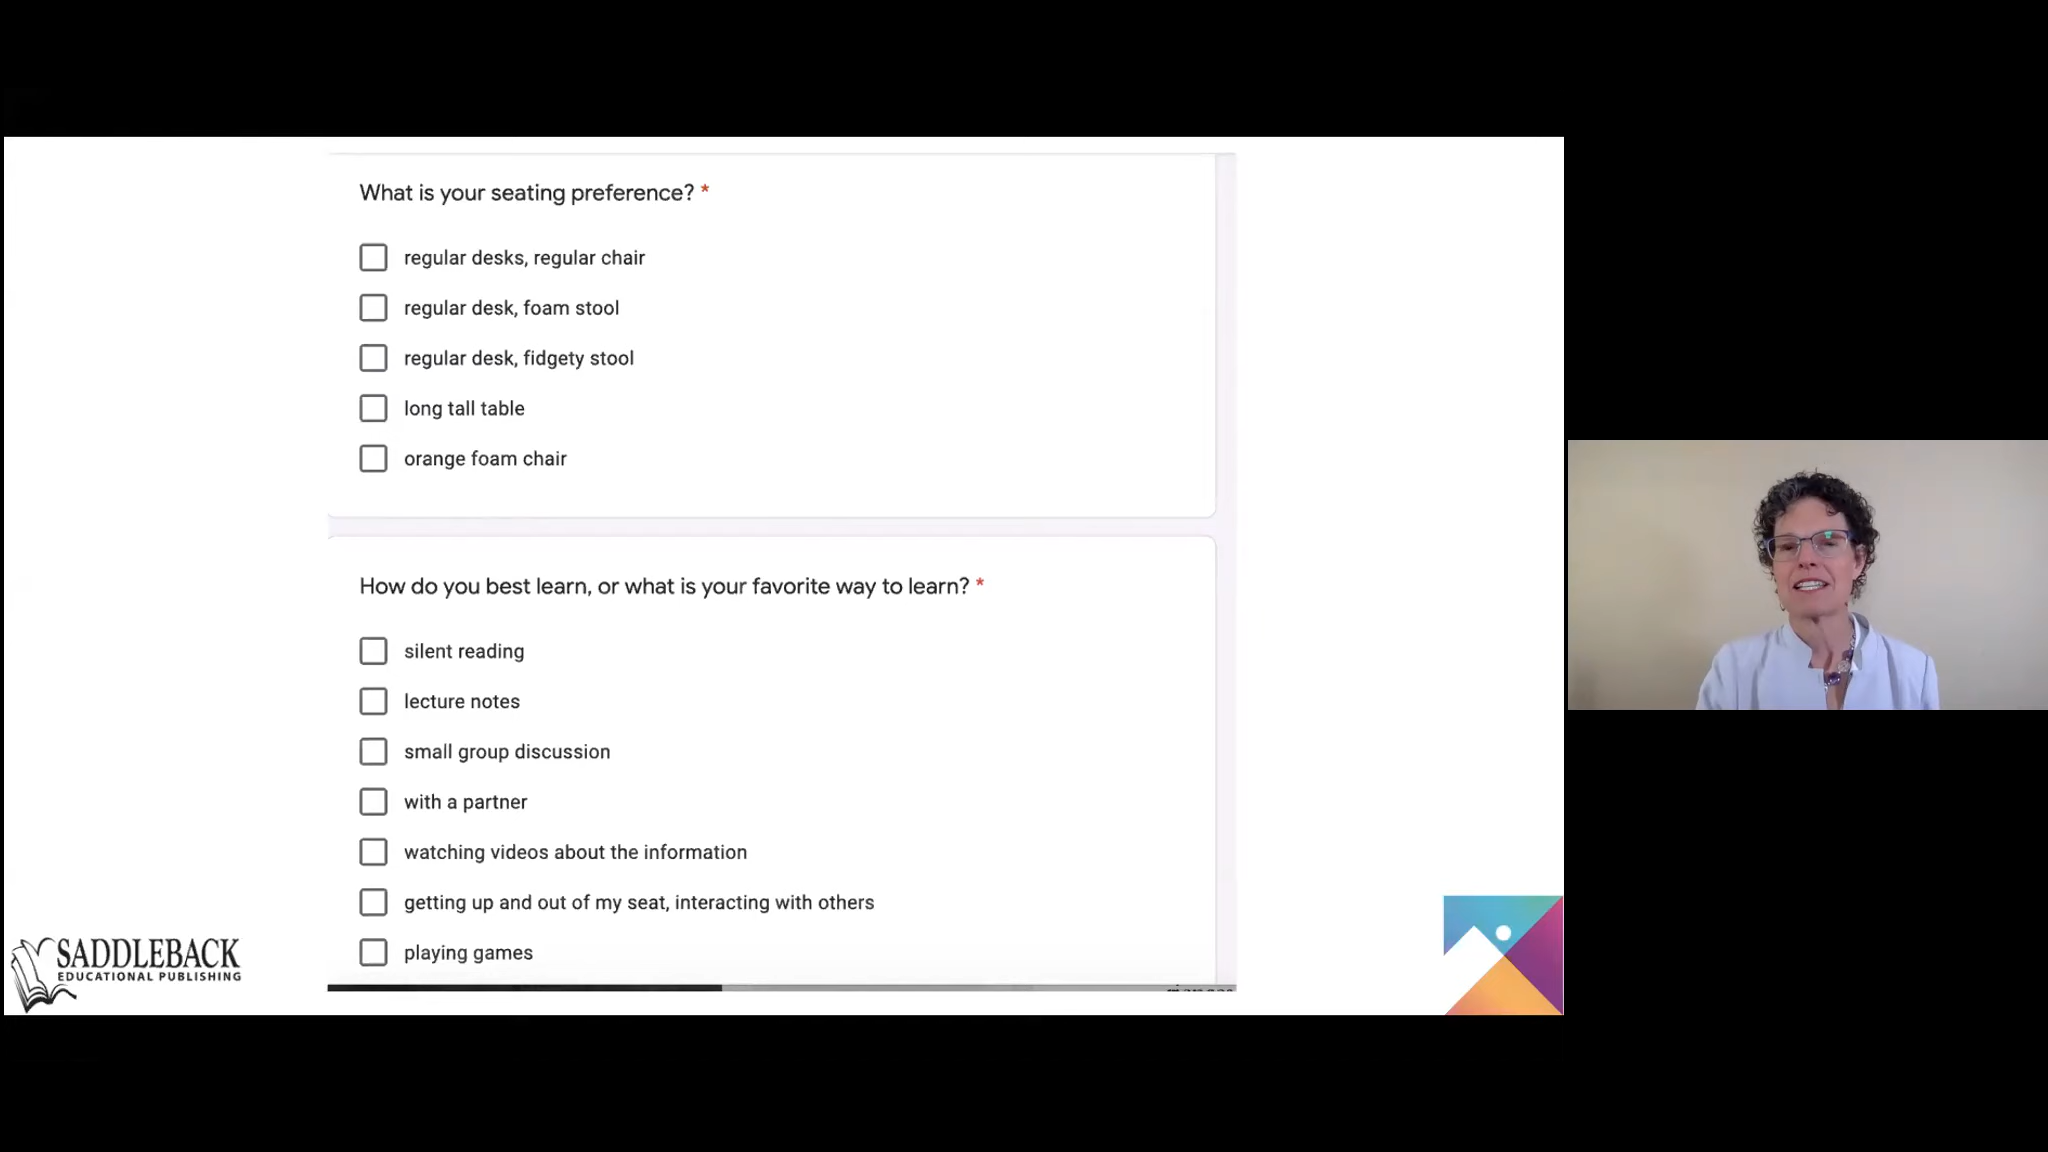 What is your seating preference? *
regular desks, regular chair
regular desk, foam stool
regular desk, fidgety stool
long tall table
orange foam chair
How do you best learn, or what is your favorite way to learn? *
silent reading
lecture notes
small group discussion
with a partner
watching videos about the information
getting up and out of my seat, interacting with others
playing games
SADDLEBACK
EDUCATIONAL PUBLISHING